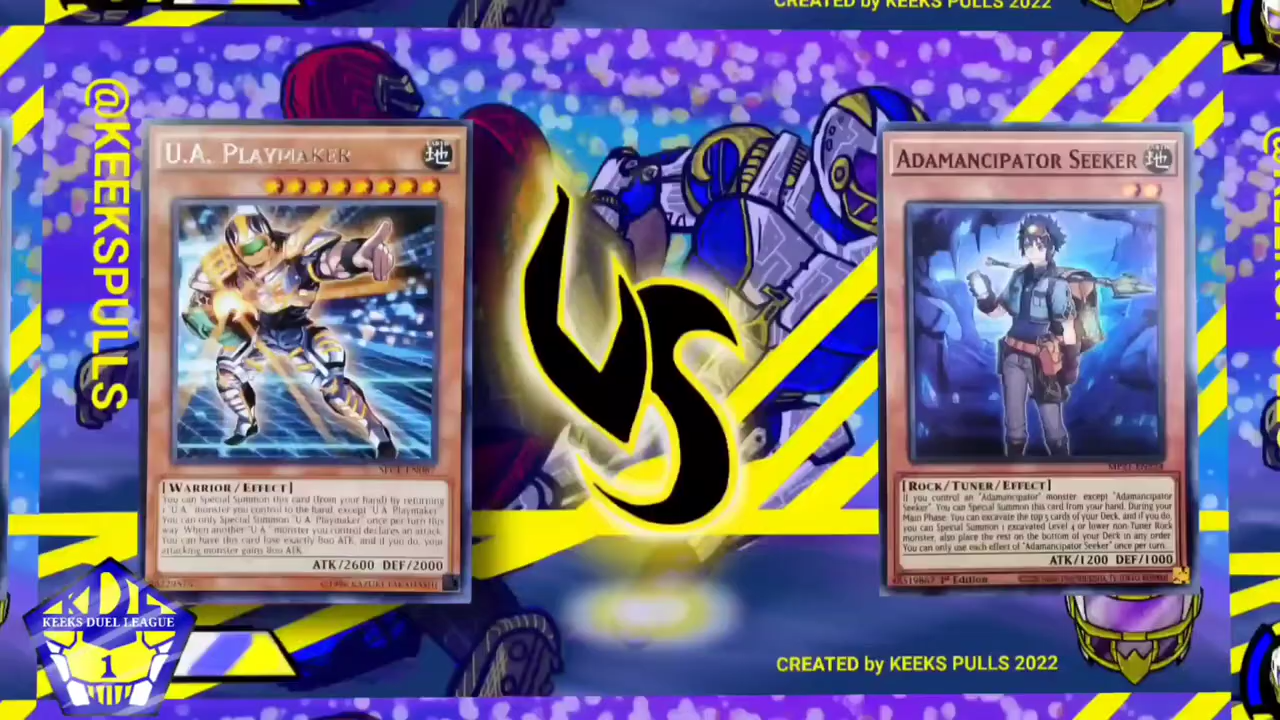 CREATED by KEEKS PULLS 2022
@KEEKSPULLS
U.A. PLAYMAKER
地
[WARRIOR/EFFECT]
You can Special Summon this card (from your hand) by returning
1 "U.A." monster you control to the hand, except "U.A. Playmaker".
You can only Special Summon "U.A. Playmaker" once per turn this
way. When another "U.A." monster you control declares an attack:
You can have this card lose exactly 800 ATK, and if you do, your
attacking monster gains 800 ATK.
ATK/2600 DEF/2000
VS
ADAMANCIPATOR SEEKER
EARTH
地
[ROCK/TUNER/EFFECT]
If you control an "Adamancipator" monster except "Adamancipator
Seeker": You can Special Summon this card from your hand. During your
Main Phase: You can excavate the top 5 cards of your Deck, and if you do,
you can Special Summon 1 excavated Level 4 or lower non-Tuner Rock
monster, also place the rest on the bottom of your Deck in any order.
You can only use each effect of "Adamancipator Seeker" once per turn.
ATK/1200 DEF/1000
1st Edition
KDL
KEEKS DUEL LEAGUE
1
CREATED by KEEKS PULLS 2022